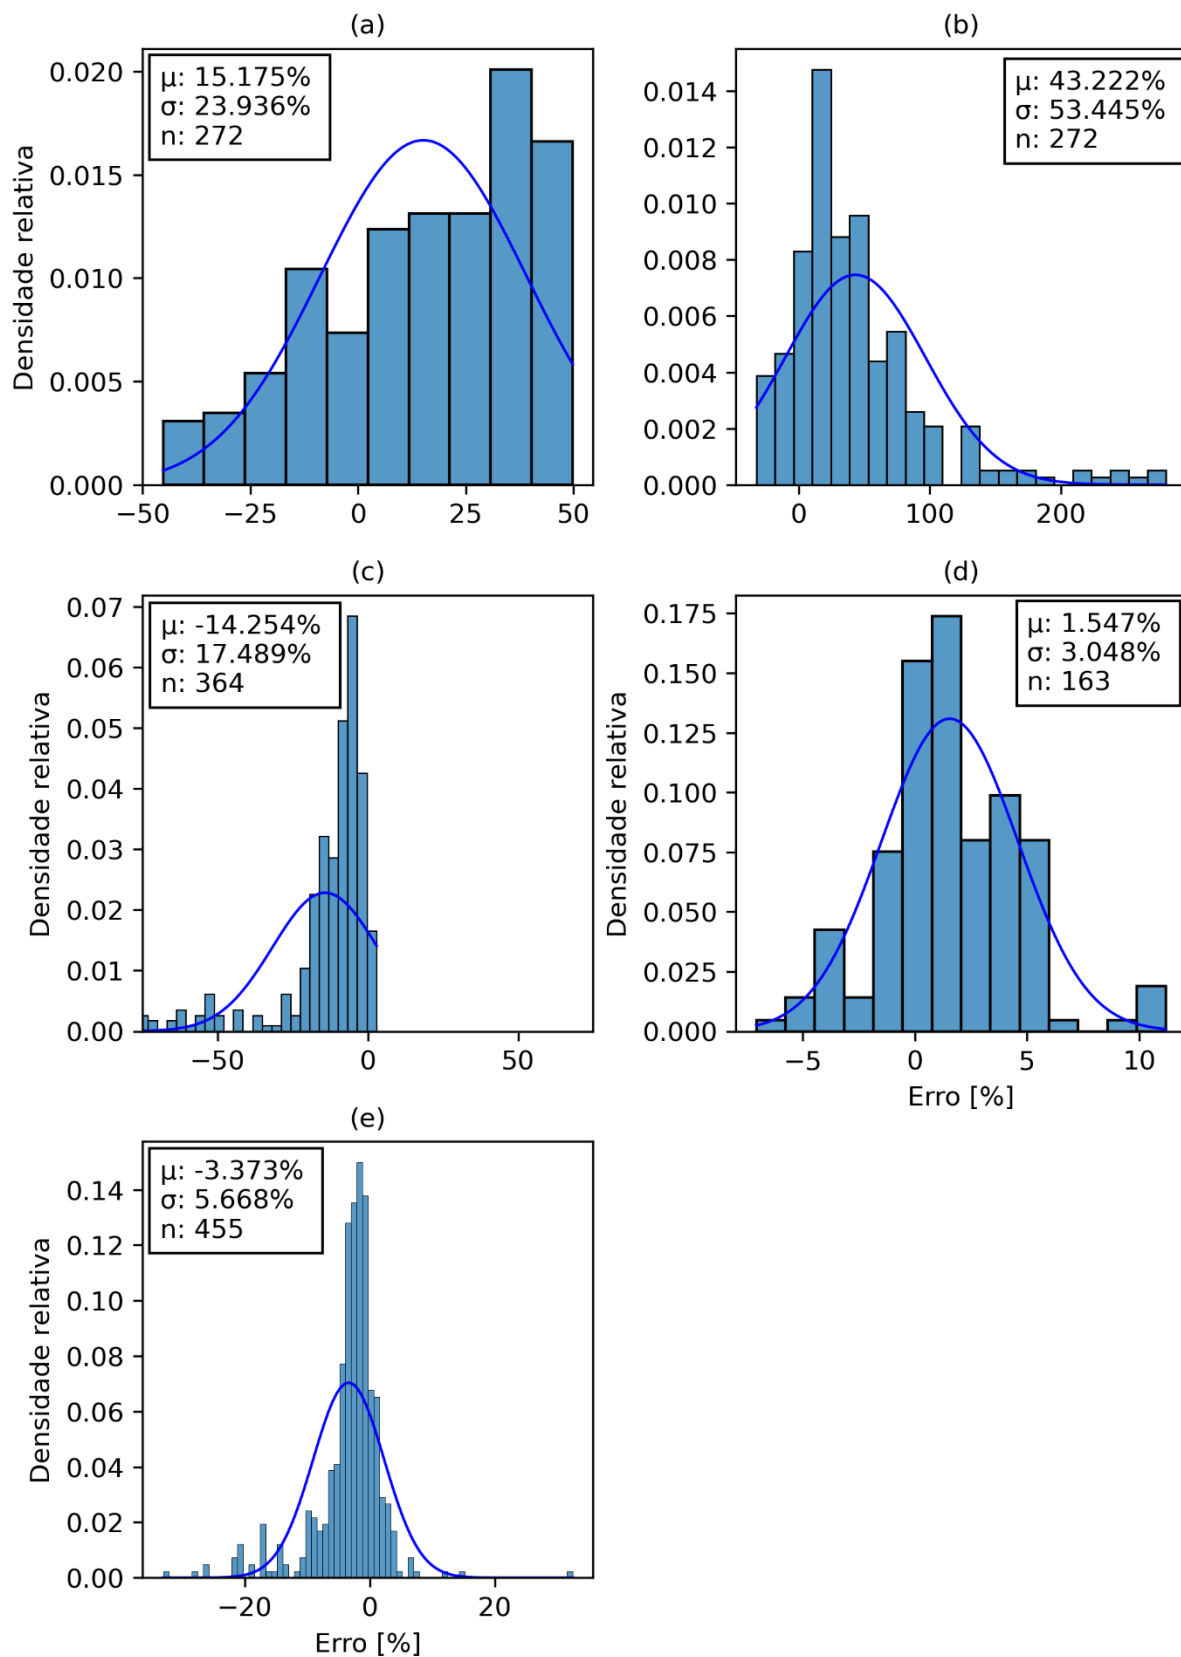 (a)
μ: 15.175%
σ: 23.936%
n: 272
Densidade relativa
0.020
0.015
0.010
0.005
0.000
−50
−25
0
25
50
(b)
μ: 43.222%
σ: 53.445%
n: 272
0.014
0.012
0.010
0.008
0.006
0.004
0.002
0.000
0
100
200
(c)
μ: -14.254%
σ: 17.489%
n: 364
Densidade relativa
0.07
0.06
0.05
0.04
0.03
0.02
0.01
0.00
−50
0
50
(d)
μ: 1.547%
σ: 3.048%
n: 163
Densidade relativa
0.175
0.150
0.125
0.100
0.075
0.050
0.025
0.000
−5
0
5
10
Erro [%]
(e)
μ: -3.373%
σ: 5.668%
n: 455
Densidade relativa
0.14
0.12
0.10
0.08
0.06
0.04
0.02
0.00
−20
0
20
Erro [%]